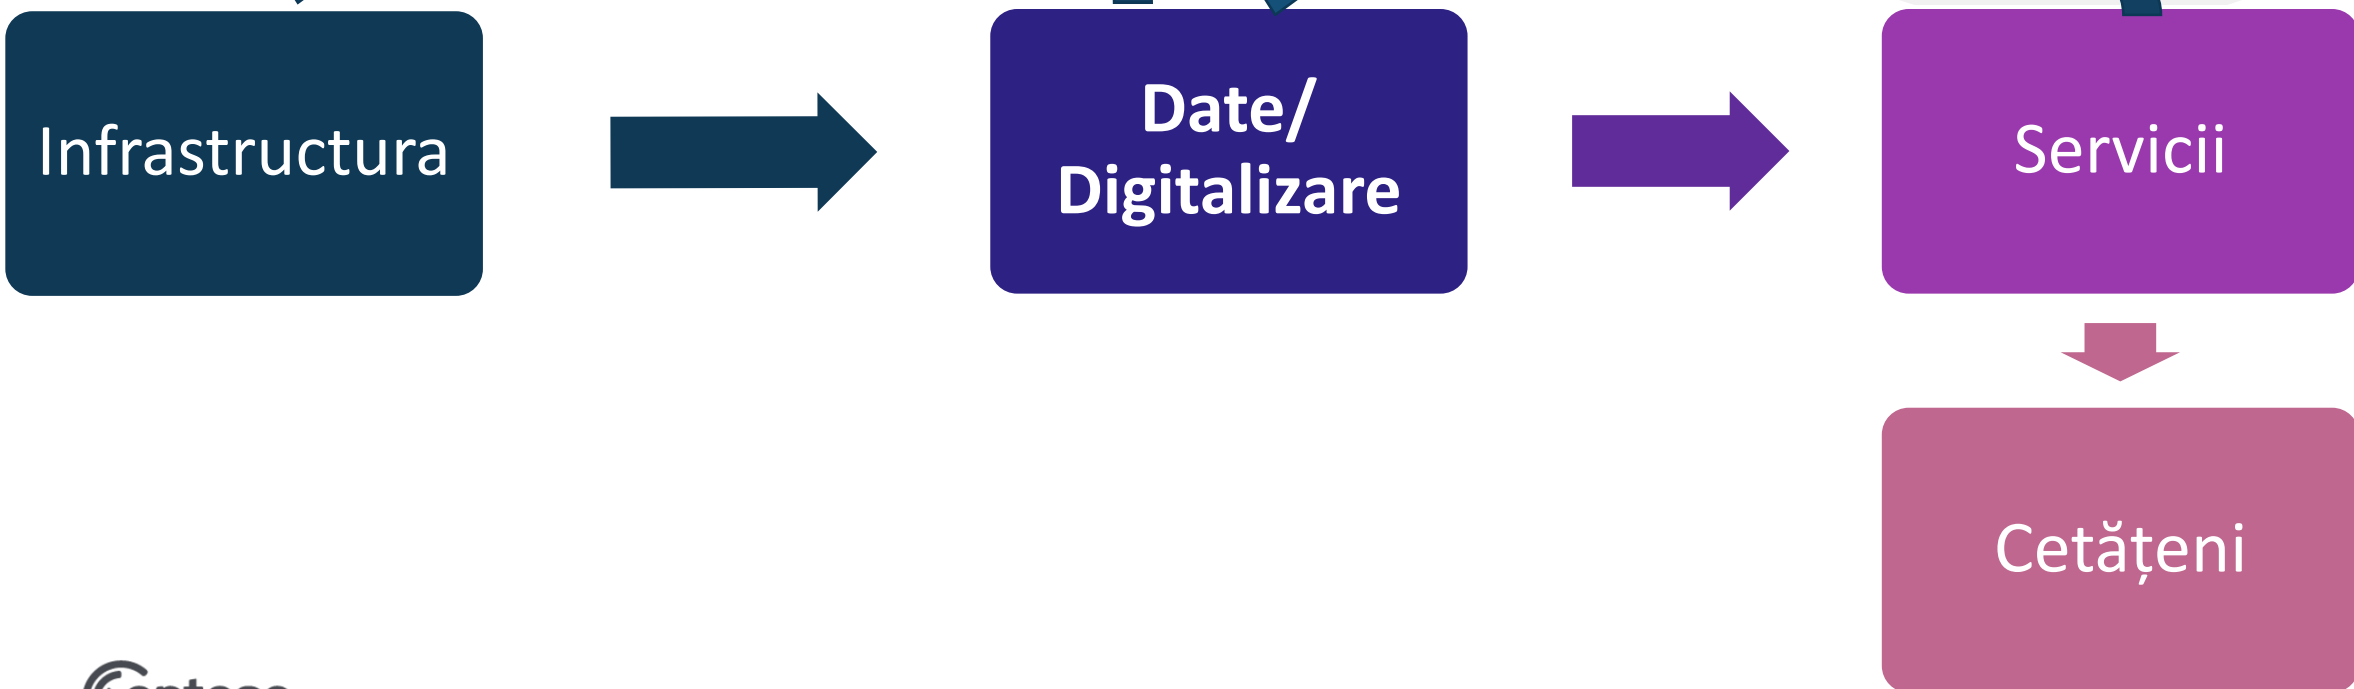 Infrastructura
Date/
Digitalizare
Servicii
Cetățeni